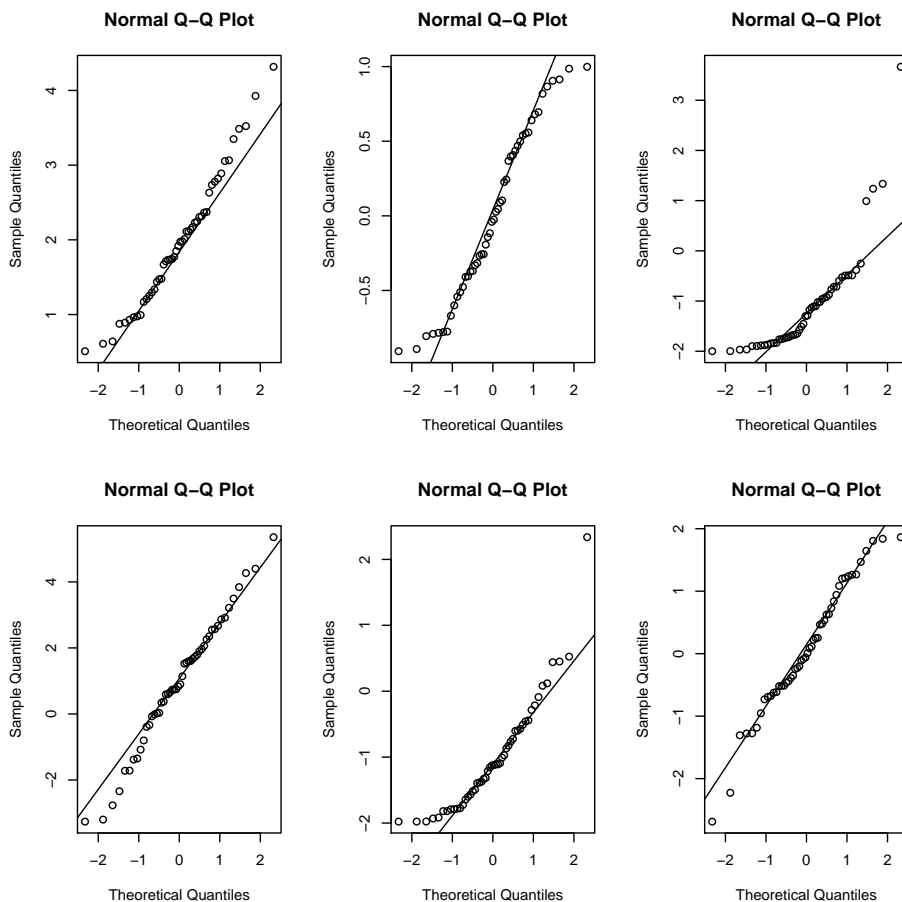 Normal Q−Q Plot
Normal Q−Q Plot
Normal Q−Q Plot
Sample Quantiles
4
3
2
1
−2 −1 0 1 2
Theoretical Quantiles
Sample Quantiles
1.0
0.5
0.0
−0.5
−2 −1 0 1 2
Theoretical Quantiles
Sample Quantiles
3
2
1
0
−1
−2
−2 −1 0 1 2
Theoretical Quantiles
Normal Q−Q Plot
Normal Q−Q Plot
Normal Q−Q Plot
Sample Quantiles
4
2
0
−2
−2 −1 0 1 2
Theoretical Quantiles
Sample Quantiles
2
1
0
−1
−2
−2 −1 0 1 2
Theoretical Quantiles
Sample Quantiles
2
1
0
−1
−2
−2 −1 0 1 2
Theoretical Quantiles